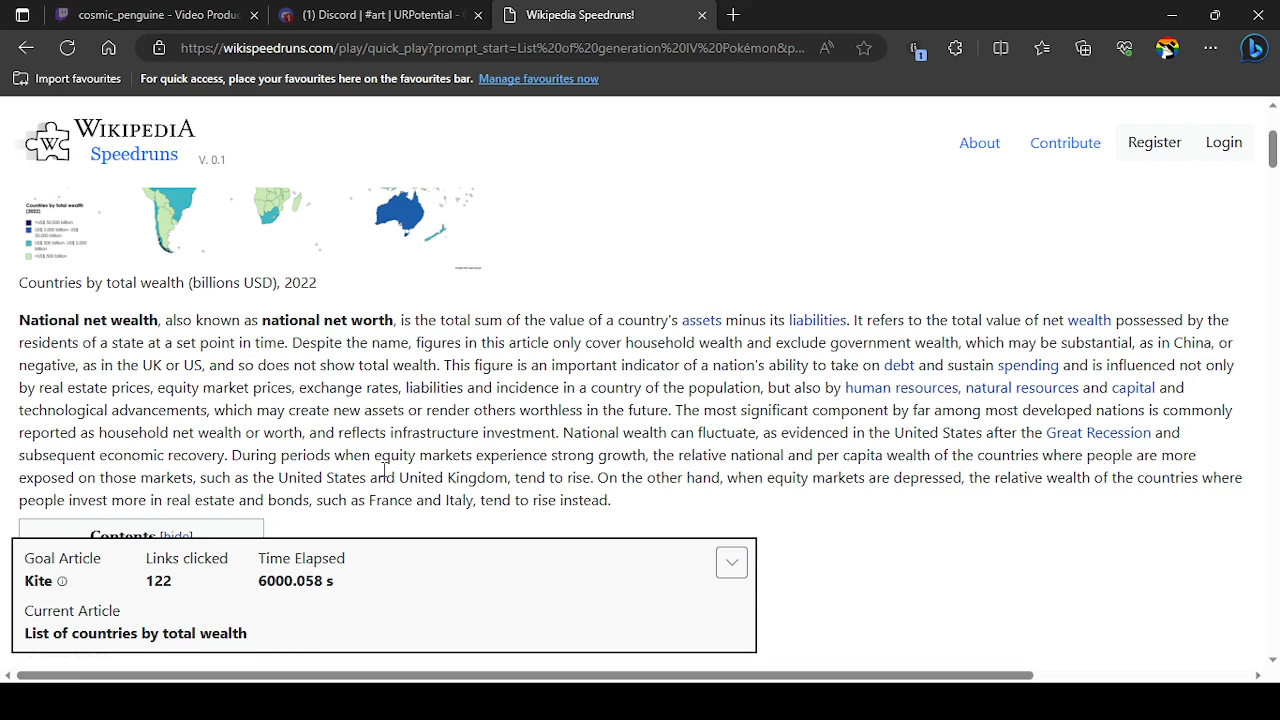 cosmic_penguine - Video Produc
(1) Discord | #art | URPotential -
Wikipedia Speedruns!
https://wikispeedruns.com/play/quick_play?prompt_start=List%20of%20generation%20IV%20Pokémon&p...
1
Import favourites
For quick access, place your favourites here on the favourites bar. Manage favourites now
WIKIPEDIA
Speedruns V. 0.1
About Contribute Register Login
Countries by total wealth
(2022)
Countries by total wealth (billions USD), 2022
National net wealth, also known as national net worth, is the total sum of the value of a country's assets minus its liabilities. It refers to the total value of net wealth possessed by the
residents of a state at a set point in time. Despite the name, figures in this article only cover household wealth and exclude government wealth, which may be substantial, as in China, or
negative, as in the UK or US, and so does not show total wealth. This figure is an important indicator of a nation's ability to take on debt and sustain spending and is influenced not only
by real estate prices, equity market prices, exchange rates, liabilities and incidence in a country of the population, but also by human resources, natural resources and capital and
technological advancements, which may create new assets or render others worthless in the future. The most significant component by far among most developed nations is commonly
reported as household net wealth or worth, and reflects infrastructure investment. National wealth can fluctuate, as evidenced in the United States after the Great Recession and
subsequent economic recovery. During periods when equity markets experience strong growth, the relative national and per capita wealth of the countries where people are more
exposed on those markets, such as the United States and United Kingdom, tend to rise. On the other hand, when equity markets are depressed, the relative wealth of the countries where
people invest more in real estate and bonds, such as France and Italy, tend to rise instead.
Contents [hide]
Goal Article Links clicked Time Elapsed
Kite 122 6000.058 s
Current Article
List of countries by total wealth